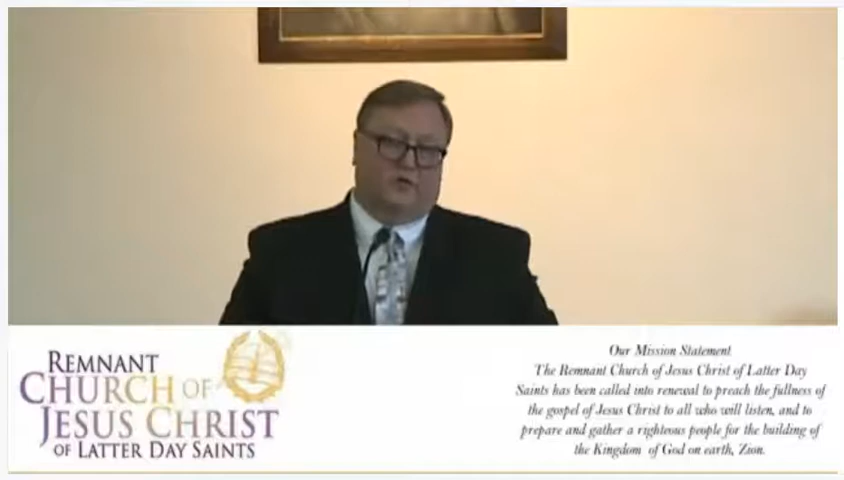 REMNANT
CHURCH OF
JESUS CHRIST
OF LATTER DAY SAINTS
Our Mission Statement
The Remnant Church of Jesus Christ of Latter Day
Saints has been called into renewal to preach the fullness of
the gospel of Jesus Christ to all who will listen, and to
prepare and gather a righteous people for the building of
the Kingdom of God on earth, Zion.